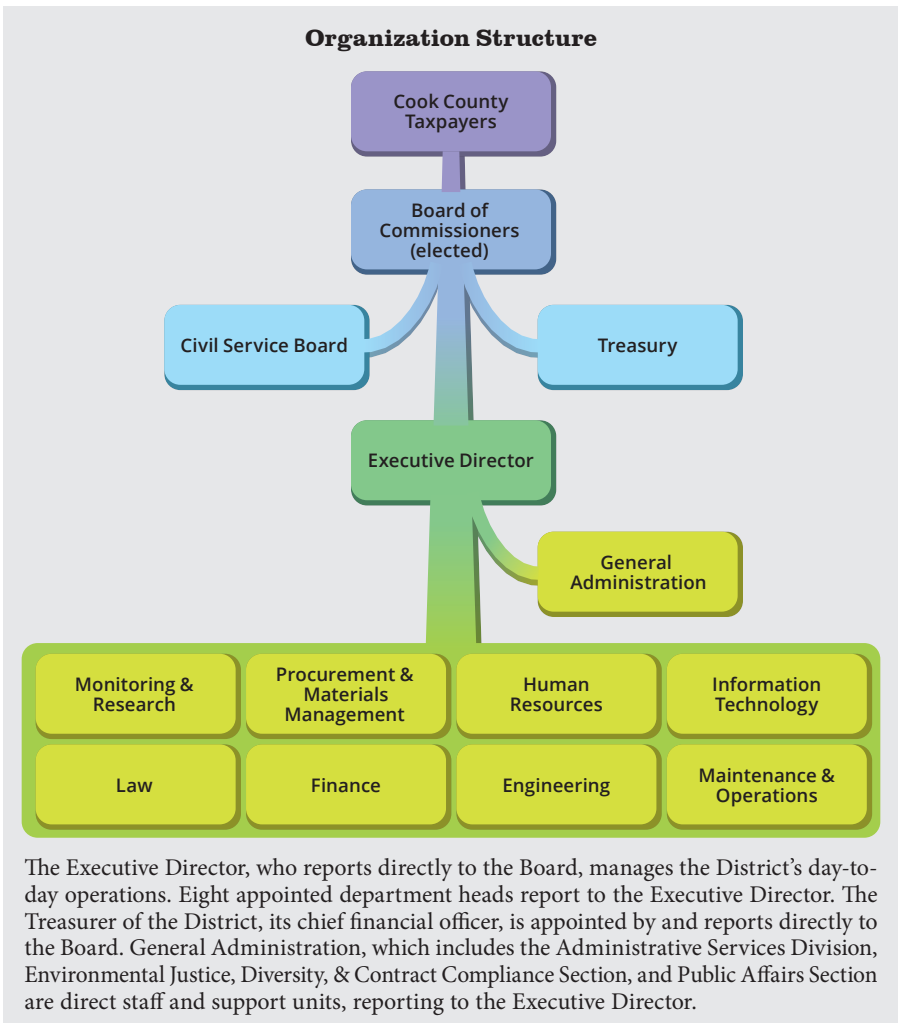 Organization Structure
Cook County
Taxpayers
Board of
Commissioners
(elected)
Civil Service Board
Treasury
Executive Director
General
Administration
Monitoring &
Research
Procurement &
Materials
Management
Human
Resources
Information
Technology
Law
Finance
Engineering
Maintenance &
Operations
The Executive Director, who reports directly to the Board, manages the District's day-to-
day operations. Eight appointed department heads report to the Executive Director. The
Treasurer of the District, its chief financial officer, is appointed by and reports directly to
the Board. General Administration, which includes the Administrative Services Division,
Environmental Justice, Diversity, & Contract Compliance Section, and Public Affairs Section
are direct staff and support units, reporting to the Executive Director.